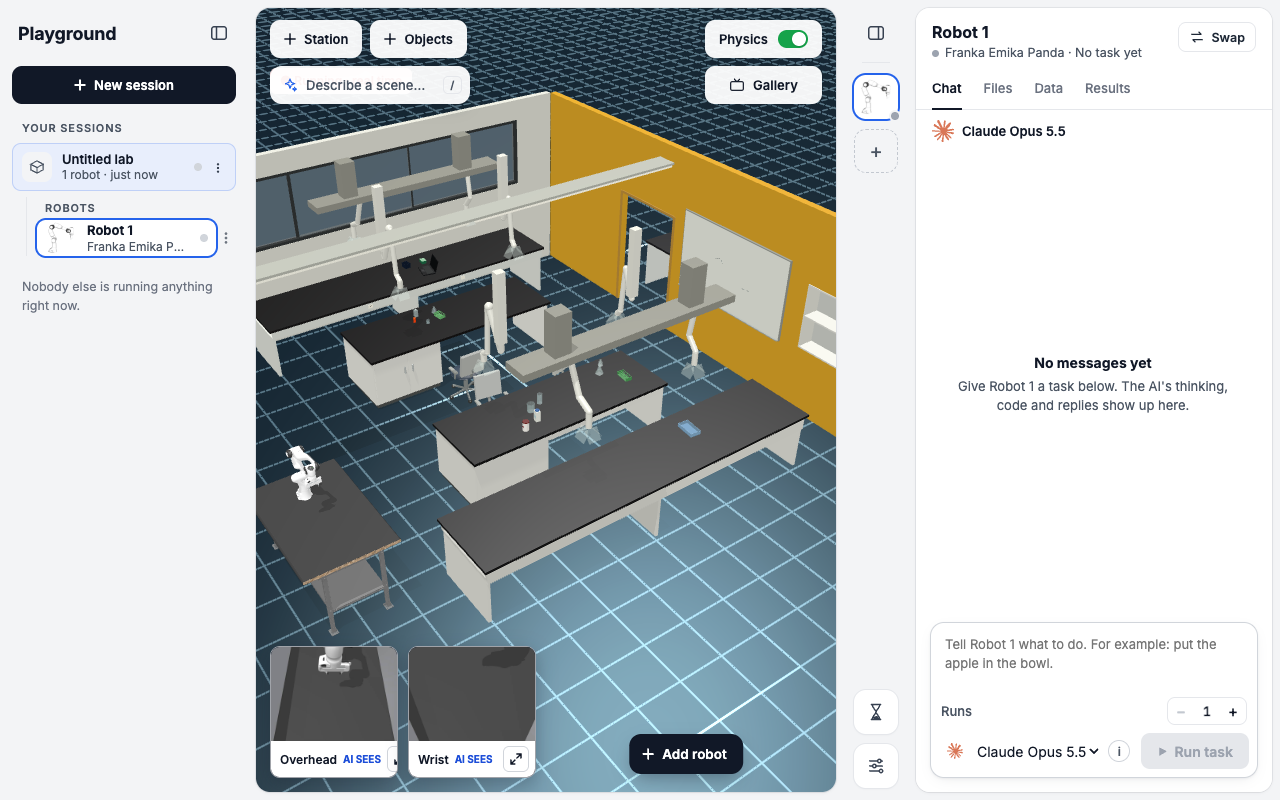 Playground
New session
YOUR SESSIONS
Untitled lab
1 robot · just now
ROBOTS
Robot 1
Franka Emika P...
Nobody else is running anything
right now.
Station
Objects
Describe a scene...
/
Physics
Gallery
Overhead
AI SEES
Wrist
AI SEES
Add robot
Robot 1
Franka Emika Panda · No task yet
Swap
Chat
Files
Data
Results
Claude Opus 5.5
No messages yet
Give Robot 1 a task below. The AI's thinking,
code and replies show up here.
Tell Robot 1 what to do. For example: put the
apple in the bowl.
Runs
1
Claude Opus 5.5
i
Run task